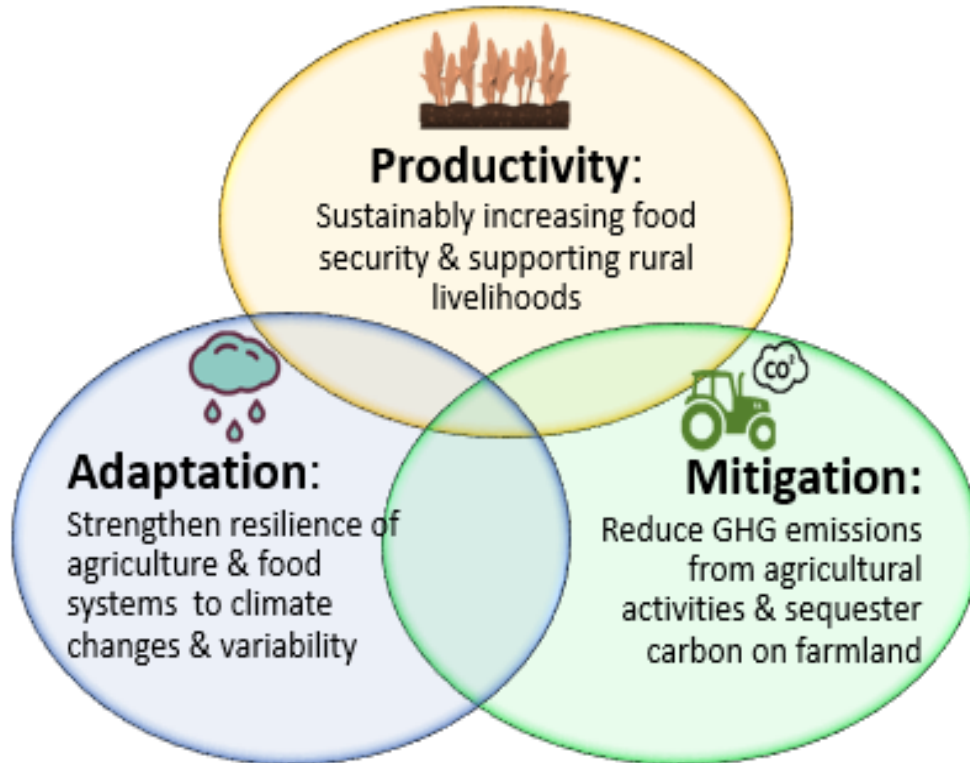 Productivity:
Sustainably increasing food
security & supporting rural
livelihoods
CO²
Adaptation:
Strengthen resilience of
agriculture & food
systems  to climate
changes & variability
Mitigation:
Reduce GHG emissions
from agricultural
activities & sequester
carbon on farmland